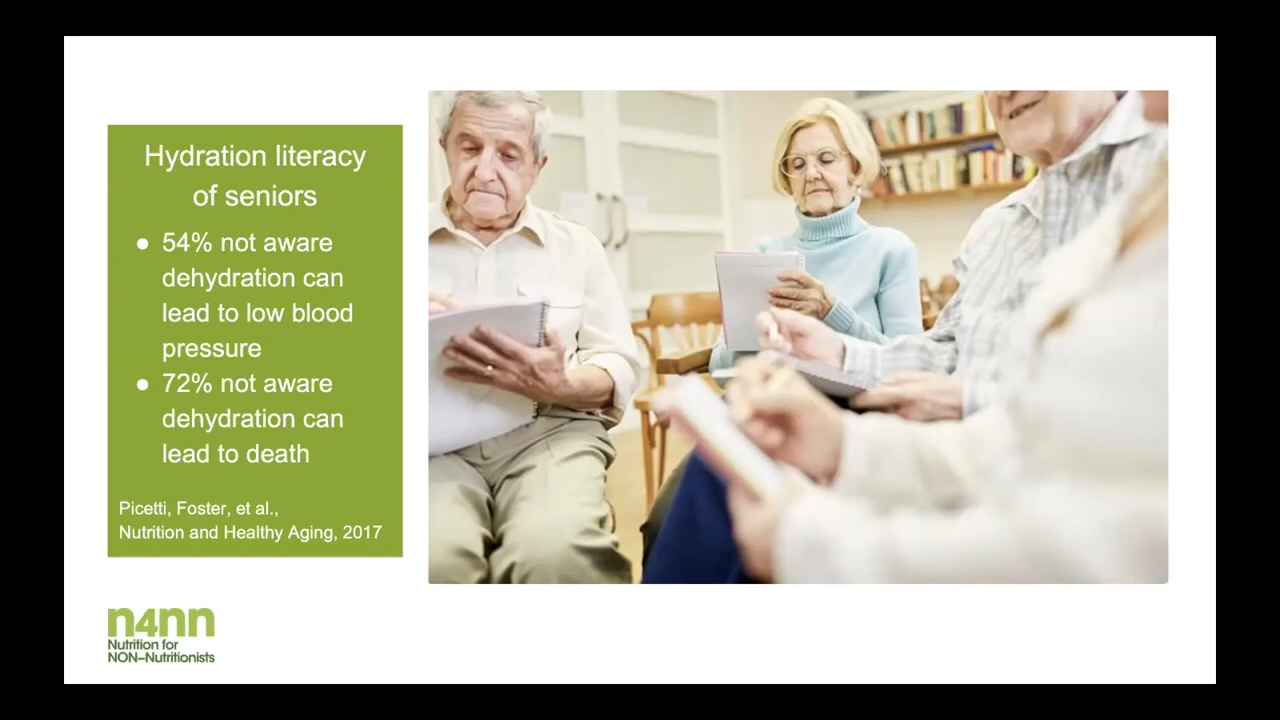 Hydration literacy
of seniors
● 54% not aware
dehydration can
lead to low blood
pressure
● 72% not aware
dehydration can
lead to death
Picetti, Foster, et al.,
Nutrition and Healthy Aging, 2017
n4nn
Nutrition for
NON–Nutritionists